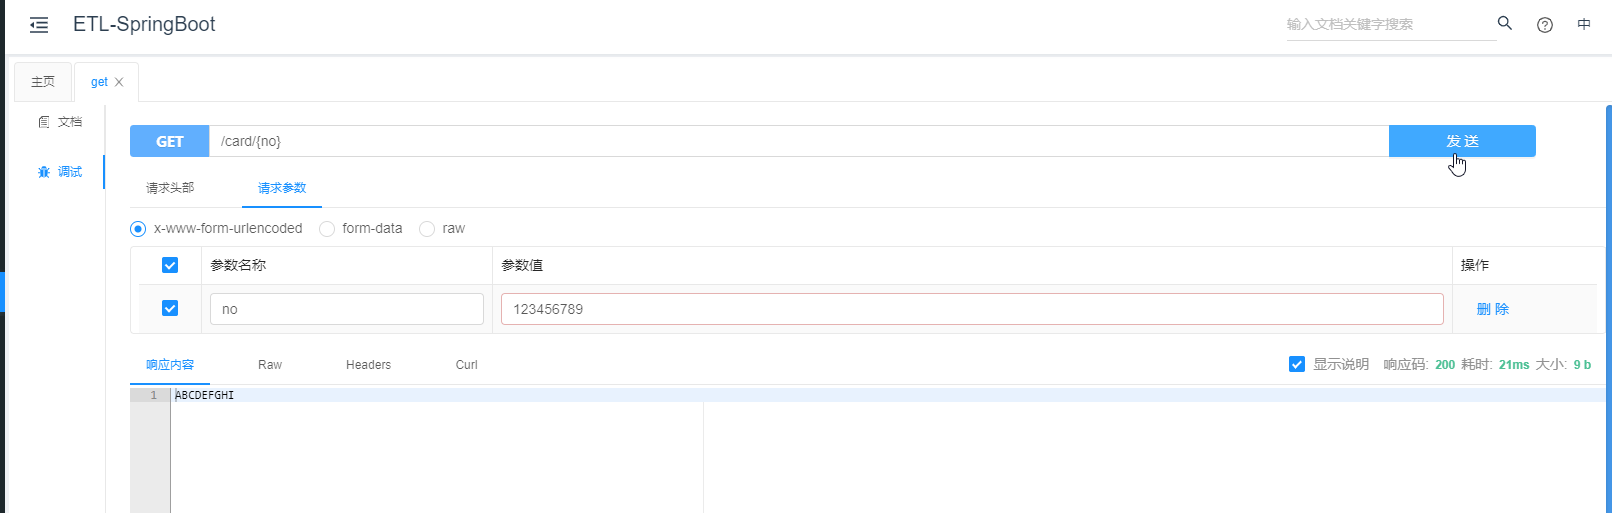 ETL-SpringBoot
输入文档关键字搜索
中
主页
get
文档
调试
GET /card/{no} 发 送
请求头部 请求参数
x-www-form-urlencoded form-data raw
参数名称 参数值 操作
no 123456789 删 除
响应内容 Raw Headers Curl 显示说明 响应码: 200 耗时: 21ms 大小: 9 b
1 ABCDEFGHI